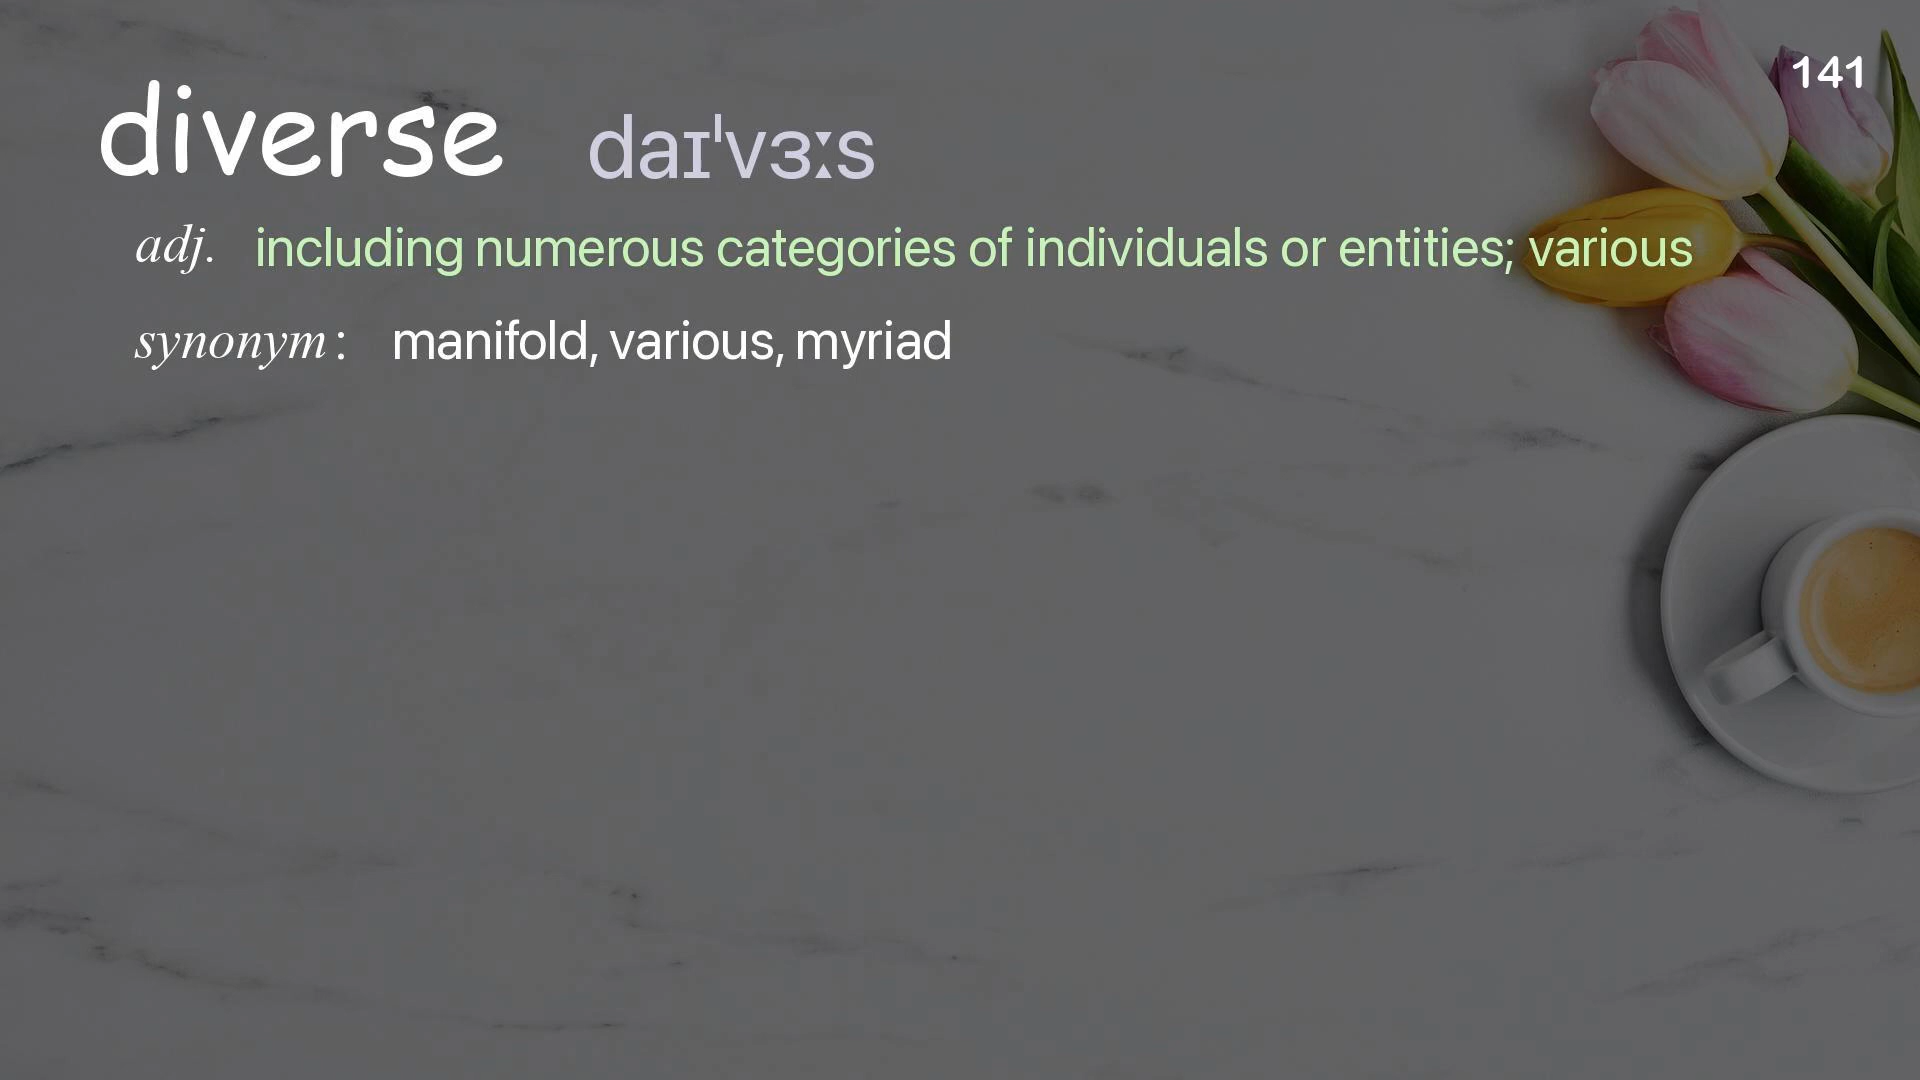 141
diverse daɪˈvɜːs
adj. including numerous categories of individuals or entities; various
synonym : manifold, various, myriad